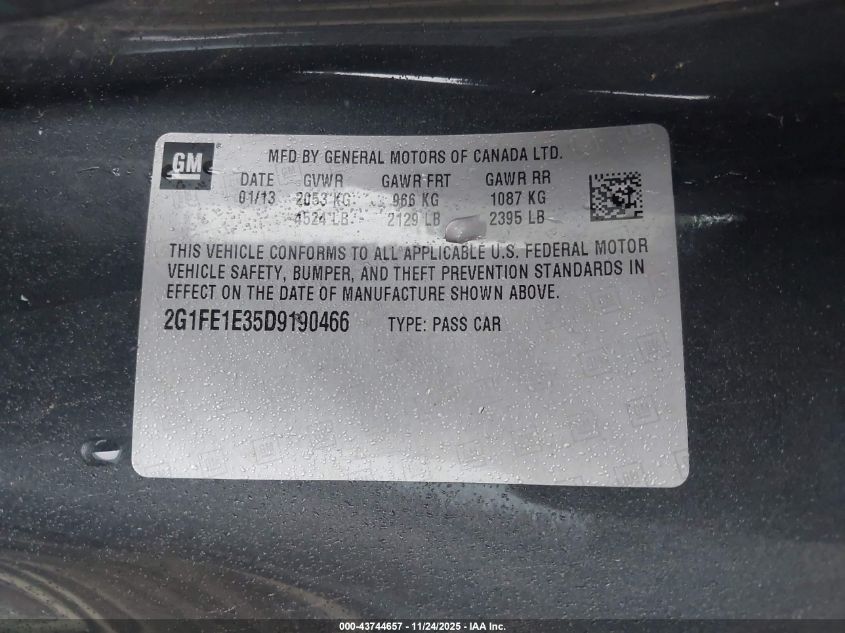 GM
MFD BY GENERAL MOTORS OF CANADA LTD.
DATE GVWR GAWR FRT GAWR RR
01/13 2053 KG 966 KG 1087 KG
4524 LB 2129 LB 2395 LB
THIS VEHICLE CONFORMS TO ALL APPLICABLE U.S. FEDERAL MOTOR
VEHICLE SAFETY, BUMPER, AND THEFT PREVENTION STANDARDS IN
EFFECT ON THE DATE OF MANUFACTURE SHOWN ABOVE.
2G1FE1E35D9190466 TYPE: PASS CAR
000-43744657 - 11/24/2025 - IAA Inc.